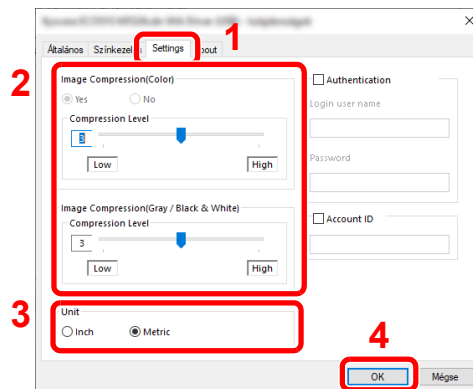 1
Általános Színkezelés Settings
2
Image Compression(Color)
Yes No
Compression Level
3
Low High
Image Compression(Gray / Black & White)
Compression Level
3
Low High
3
Unit
Inch Metric
Authentication
Login user name
Password
Account ID
4
OK Mégse